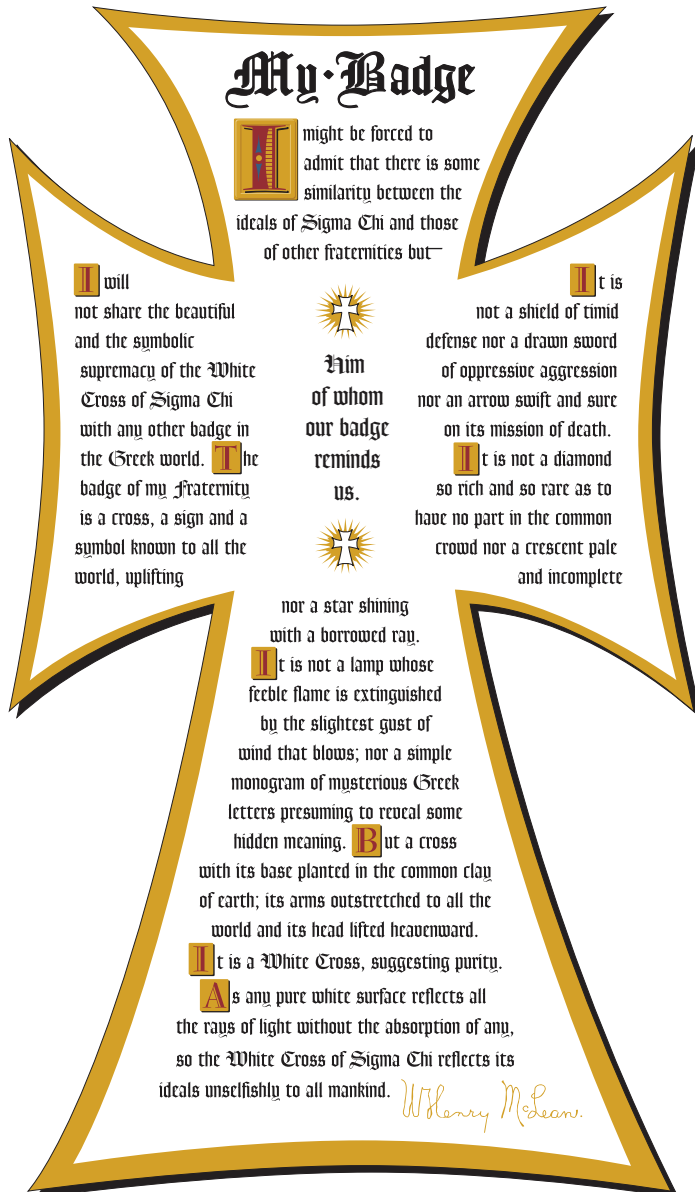 My·Badge
I might be forced to
admit that there is some
similarity between the
ideals of Sigma Chi and those
of other fraternities but—
I will
not share the beautiful
and the symbolic
supremacy of the White
Cross of Sigma Chi
with any other badge in
the Greek world. The
badge of my Fraternity
is a cross, a sign and a
symbol known to all the
world, uplifting
Him
of whom
our badge
reminds
us.
It is
not a shield of timid
defense nor a drawn sword
of oppressive aggression
nor an arrow swift and sure
on its mission of death.
It is not a diamond
so rich and so rare as to
have no part in the common
crowd nor a crescent pale
and incomplete
nor a star shining
with a borrowed ray.
It is not a lamp whose
feeble flame is extinguished
by the slightest gust of
wind that blows; nor a simple
monogram of mysterious Greek
letters presuming to reveal some
hidden meaning. But a cross
with its base planted in the common clay
of earth; its arms outstretched to all the
world and its head lifted heavenward.
It is a White Cross, suggesting purity.
As any pure white surface reflects all
the rays of light without the absorption of any,
so the White Cross of Sigma Chi reflects its
ideals unselfishly to all mankind.
W Henry McLean.